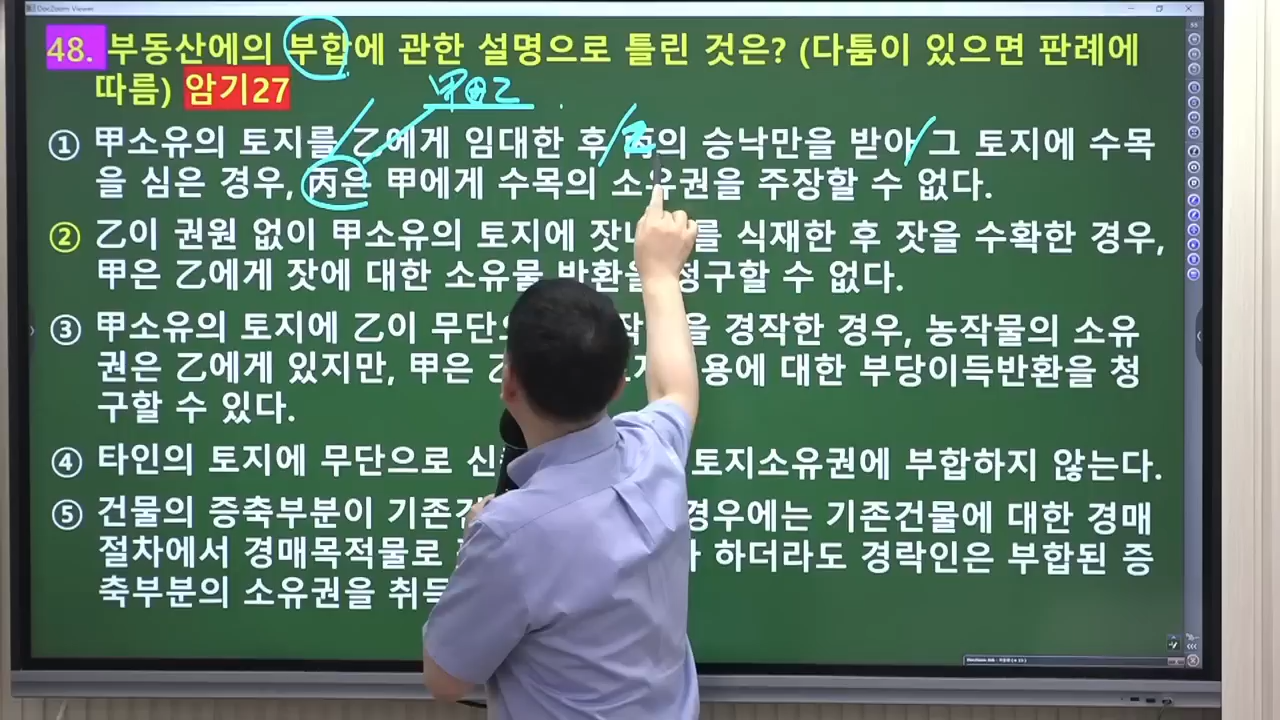 DocZoom Viewer
48. 부동산에의 부합에 관한 설명으로 틀린 것은? (다툼이 있으면 판례에
따름) 암기27
甲 乙
① 甲소유의 토지를 乙에게 임대한 후 의 승낙만을 받아 그 토지에 수목
을 심은 경우, 丙은 甲에게 수목의 소유권을 주장할 수 없다.
② 乙이 권원 없이 甲소유의 토지에 잣 를 식재한 후 잣을 수확한 경우,
甲은 乙에게 잣에 대한 소유물 반환을 청구할 수 없다.
③ 甲소유의 토지에 乙이 무단 작 을 경작한 경우, 농작물의 소유
권은 乙에게 있지만, 甲은 용에 대한 부당이득반환을 청
구할 수 있다.
④ 타인의 토지에 무단으로 신 토지소유권에 부합하지 않는다.
⑤ 건물의 증축부분이 기존건 경우에는 기존건물에 대한 경매
절차에서 경매목적물로 하더라도 경락인은 부합된 증
축부분의 소유권을 취득